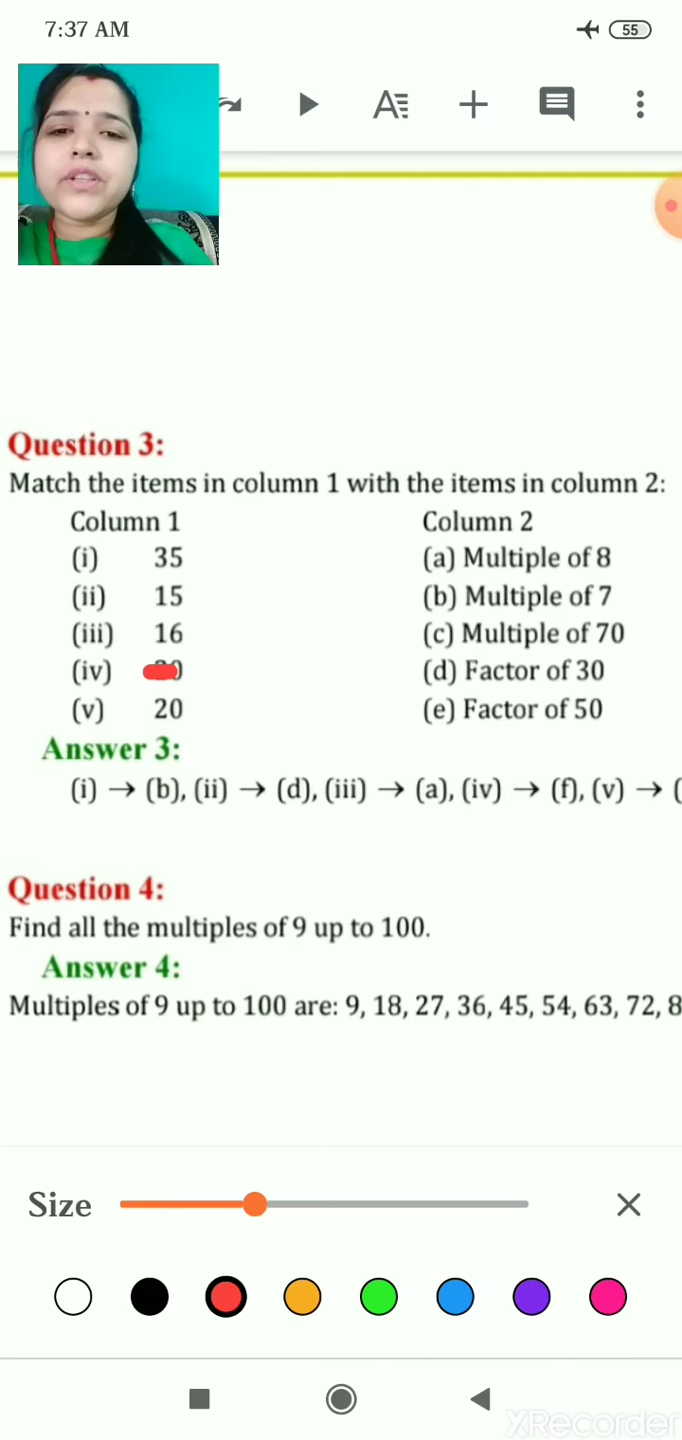 7:37 AM
55
Question 3:
Match the items in column 1 with the items in column 2:
Column 1 Column 2
(i) 35 (a) Multiple of 8
(ii) 15 (b) Multiple of 7
(iii) 16 (c) Multiple of 70
(iv) (d) Factor of 30
(v) 20 (e) Factor of 50
Answer 3:
(i) → (b), (ii) → (d), (iii) → (a), (iv) → (f), (v) → (
Question 4:
Find all the multiples of 9 up to 100.
Answer 4:
Multiples of 9 up to 100 are: 9, 18, 27, 36, 45, 54, 63, 72, 8
Size
XRecorder